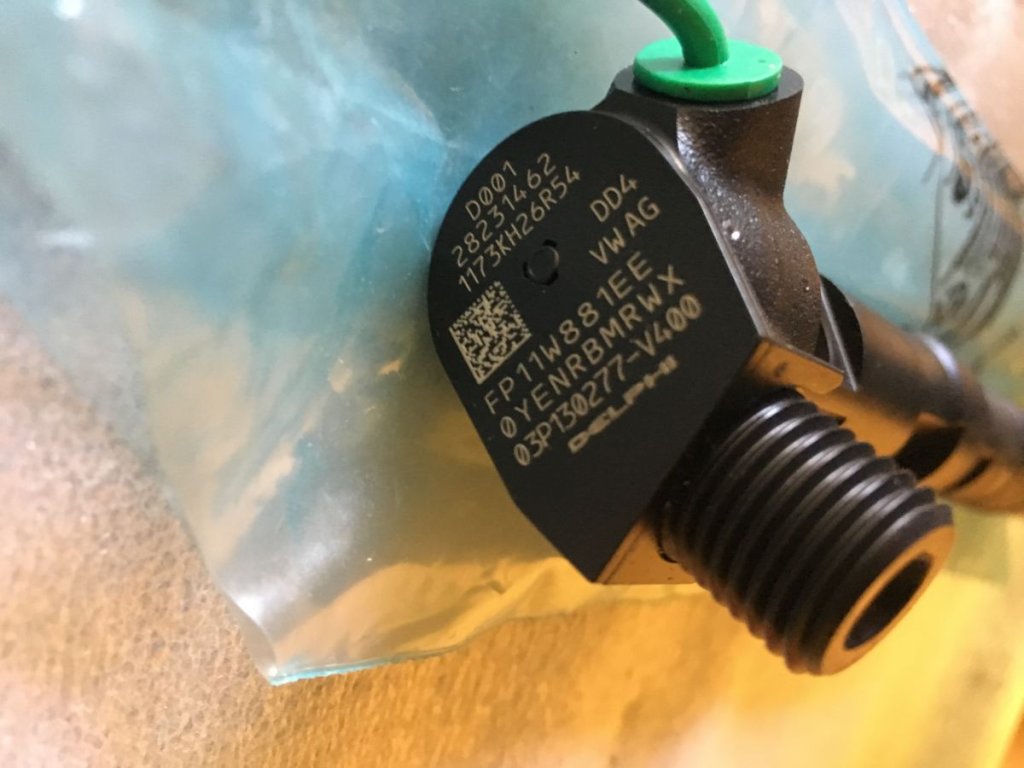 D001
28231462
1173KH26R54
DD4
VWAG
FP11W881EE
0YENRBMRWX
03P130277-V400
DELPHI